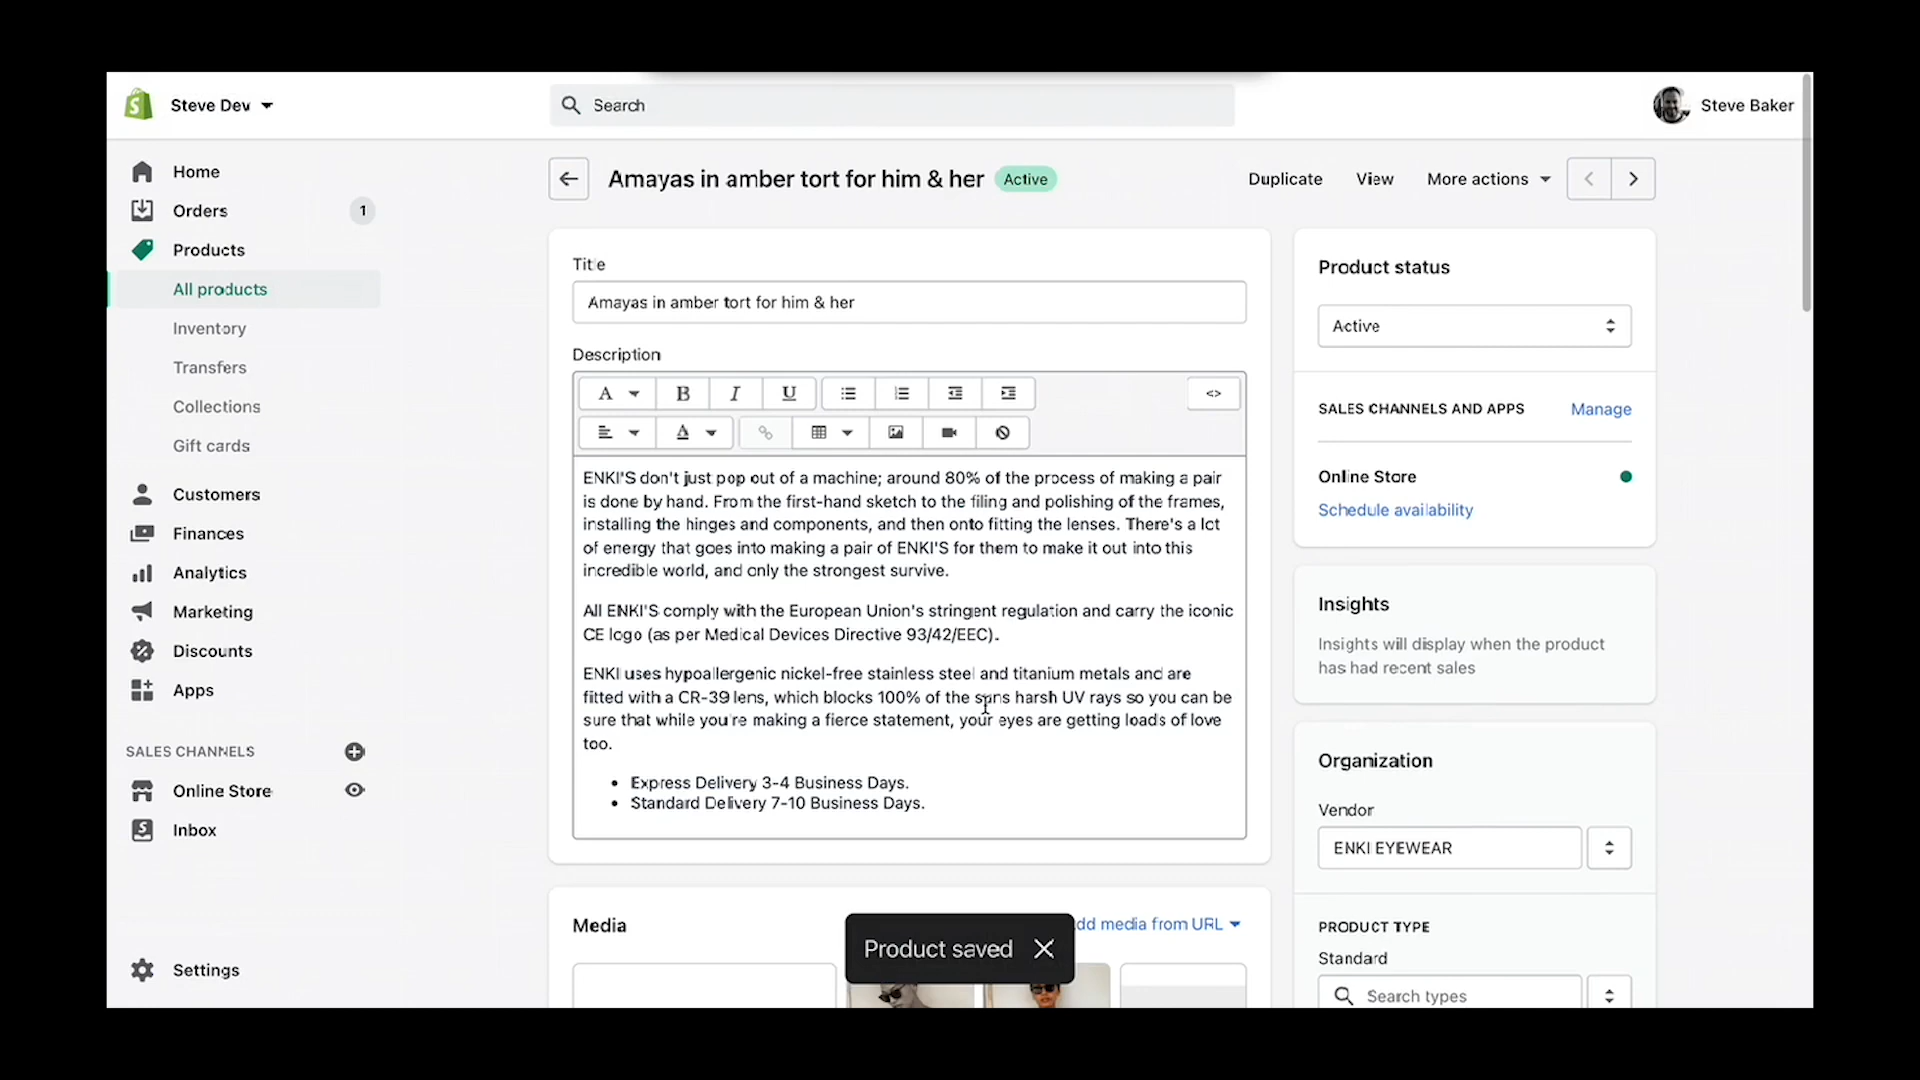 Steve Dev
Search
Steve Baker
Home
Orders
1
Products
All products
Inventory
Transfers
Collections
Gift cards
Customers
Finances
Analytics
Marketing
Discounts
Apps
SALES CHANNELS
Online Store
Inbox
Settings
Amayas in amber tort for him & her
Active
Duplicate
View
More actions
Title
Amayas in amber tort for him & her
Description
A
B
I
U
<>
A
ENKI'S don't just pop out of a machine; around 80% of the process of making a pair
is done by hand. From the first-hand sketch to the filing and polishing of the frames,
installing the hinges and components, and then onto fitting the lenses. There's a lot
of energy that goes into making a pair of ENKI'S for them to make it out into this
incredible world, and only the strongest survive.
All ENKI'S comply with the European Union's stringent regulation and carry the iconic
CE logo (as per Medical Devices Directive 93/42/EEC).
ENKI uses hypoallergenic nickel-free stainless steel and titanium metals and are
fitted with a CR-39 lens, which blocks 100% of the suns harsh UV rays so you can be
sure that while you're making a fierce statement, your eyes are getting loads of love
too.
• Express Delivery 3-4 Business Days.
• Standard Delivery 7-10 Business Days.
Media
dd media from URL
Product saved
Product status
Active
SALES CHANNELS AND APPS
Manage
Online Store
Schedule availability
Insights
Insights will display when the product
has had recent sales
Organization
Vendor
ENKI EYEWEAR
PRODUCT TYPE
Standard
Search types